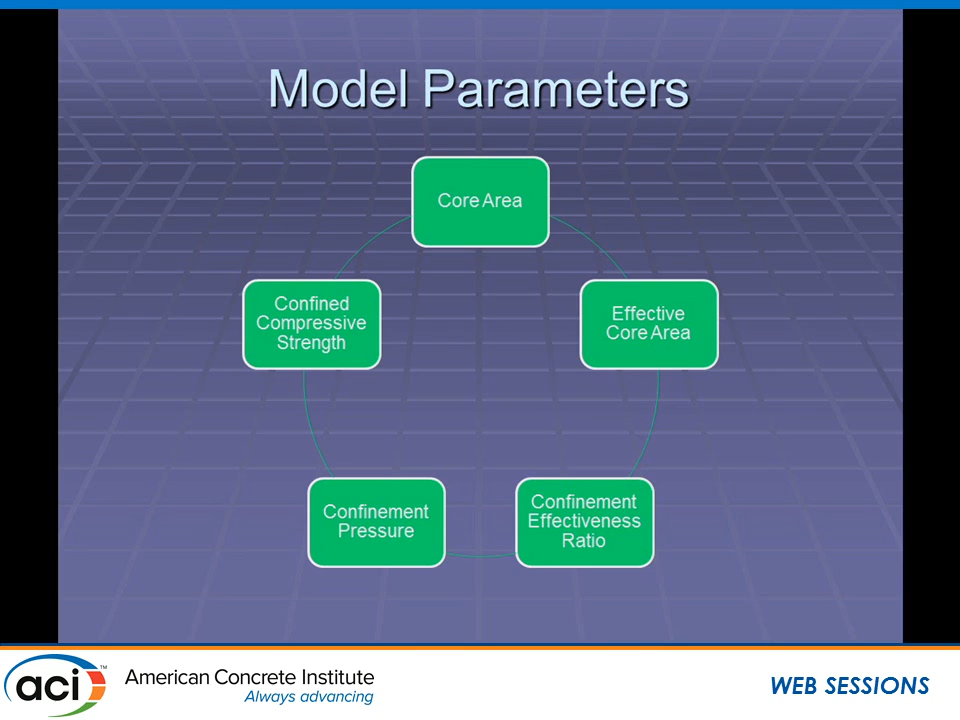 Model Parameters
Core Area
Effective
Core Area
Confinement
Effectiveness
Ratio
Confinement
Pressure
Confined
Compressive
Strength
aci™
American Concrete Institute
Always advancing
WEB SESSIONS